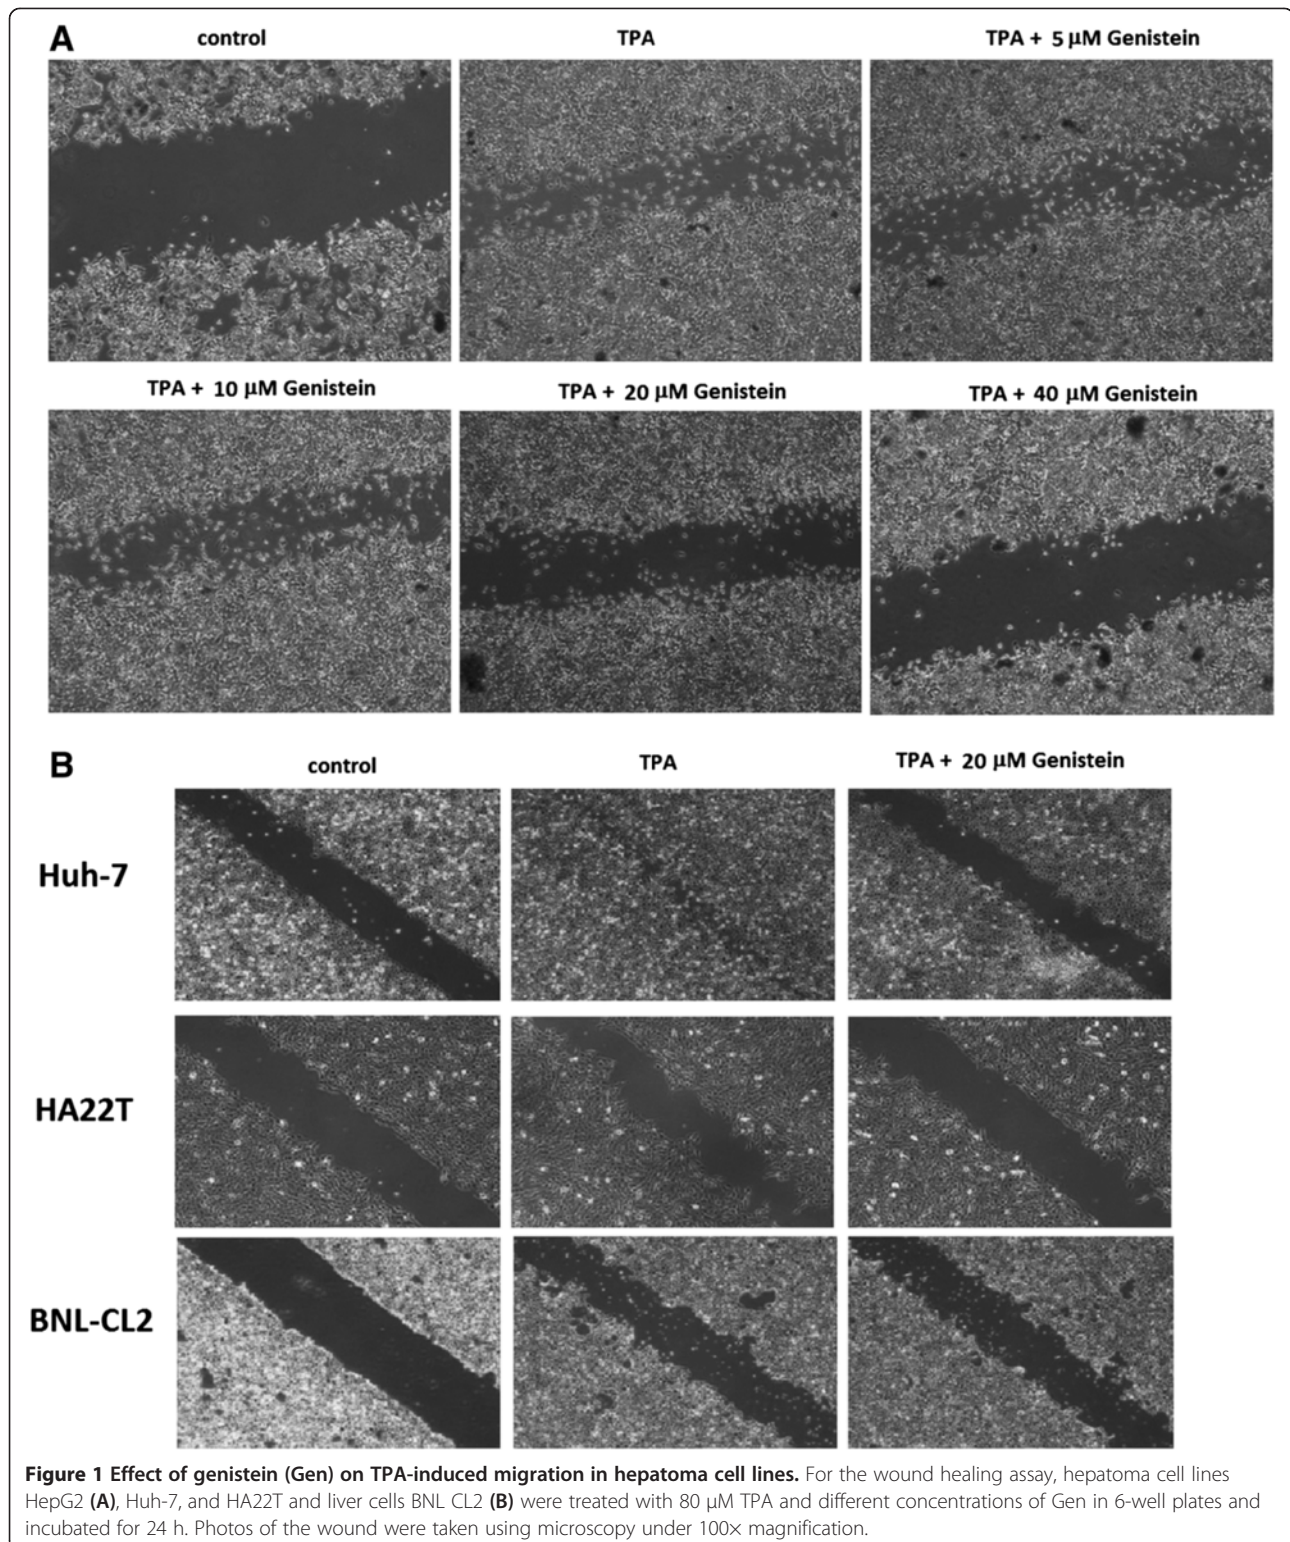 A
control
TPA
TPA + 5 μM Genistein
TPA + 10 μM Genistein
TPA + 20 μM Genistein
TPA + 40 μM Genistein
B
control
TPA
TPA + 20 μM Genistein
Huh-7
HA22T
BNL-CL2
Figure 1 Effect of genistein (Gen) on TPA-induced migration in hepatoma cell lines. For the wound healing assay, hepatoma cell lines
HepG2 (A), Huh-7, and HA22T and liver cells BNL CL2 (B) were treated with 80 μM TPA and different concentrations of Gen in 6-well plates and
incubated for 24 h. Photos of the wound were taken using microscopy under 100× magnification.